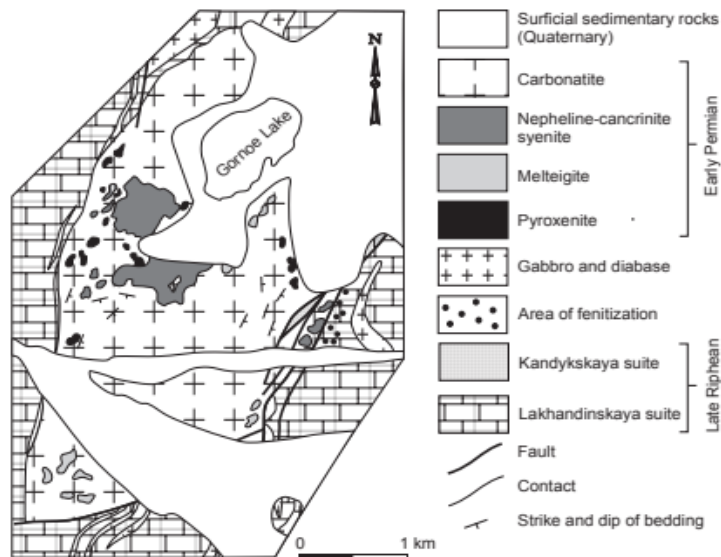 N
Gornoe Lake
0 1 km
Surficial sedimentary rocks
(Quaternary)
Carbonatite
Nepheline-cancrinite
syenite
Melteigite
Pyroxenite
Early Permian
Gabbro and diabase
Area of fenitization
Kandykskaya suite
Lakhandinskaya suite
Late Riphean
Fault
Contact
Strike and dip of bedding